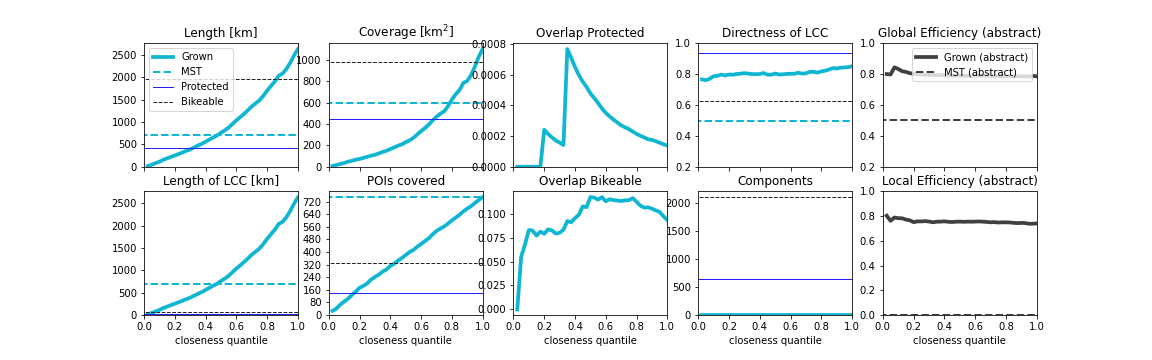 Length [km]
2500
2000
1500
1000
500
0
Grown
MST
Protected
Bikeable
Coverage [km²]
1000
800
600
400
200
0
Overlap Protected
0.0008
0.0006
0.0004
0.0002
0.0000
Directness of LCC
1.0
0.8
0.6
0.4
0.2
Global Efficiency (abstract)
1.0
0.8
0.6
0.4
0.2
Grown (abstract)
MST (abstract)
Length of LCC [km]
2500
2000
1500
1000
500
0
0.0 0.2 0.4 0.6 0.8 1.0
closeness quantile
POIs covered
720
640
560
480
400
320
240
160
80
0
0.0 0.2 0.4 0.6 0.8 1.0
closeness quantile
Overlap Bikeable
0.100
0.075
0.050
0.025
0.000
0.0 0.2 0.4 0.6 0.8 1.0
closeness quantile
Components
2000
1500
1000
500
0
0.0 0.2 0.4 0.6 0.8 1.0
closeness quantile
Local Efficiency (abstract)
1.0
0.8
0.6
0.4
0.2
0.0
0.0 0.2 0.4 0.6 0.8 1.0
closeness quantile